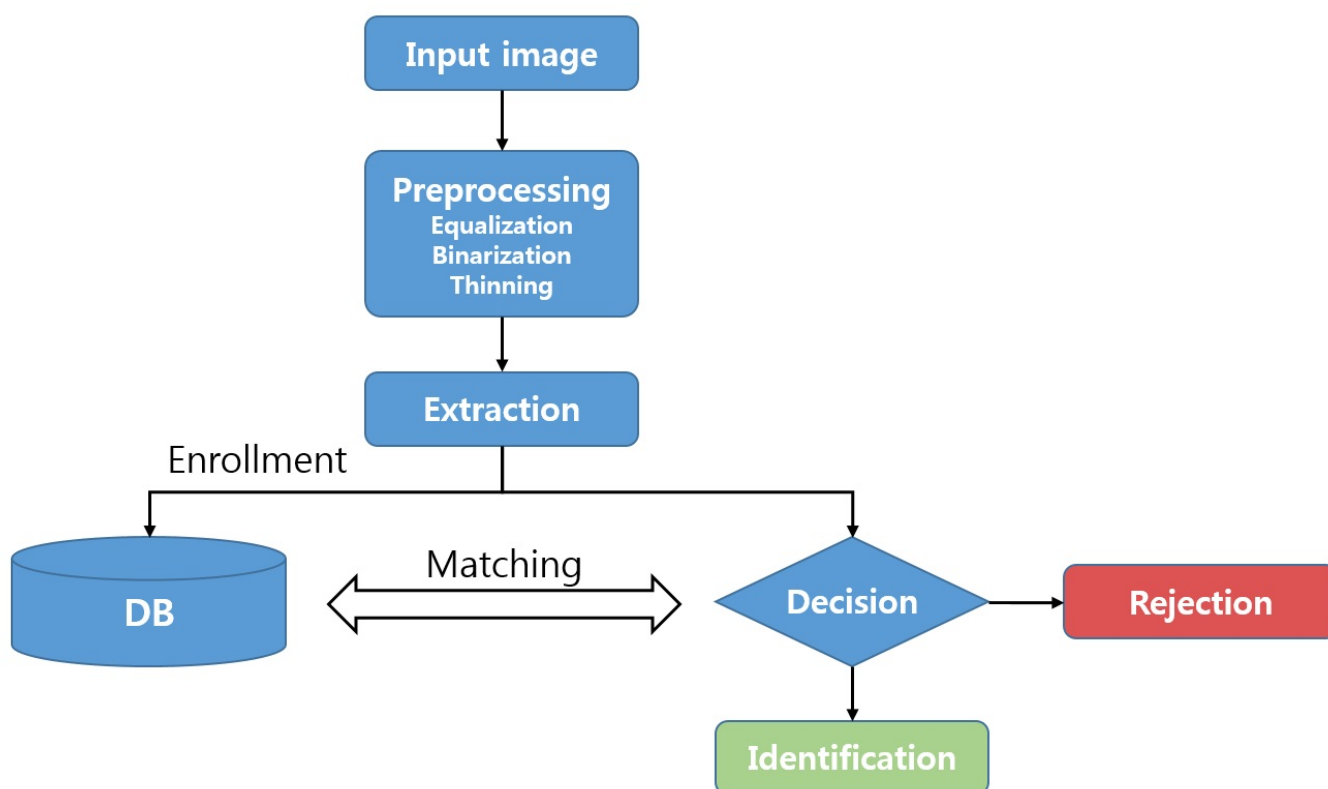 Input image
Preprocessing
Equalization
Binarization
Thinning
Extraction
Enrollment
Matching
DB
Decision
Rejection
Identification